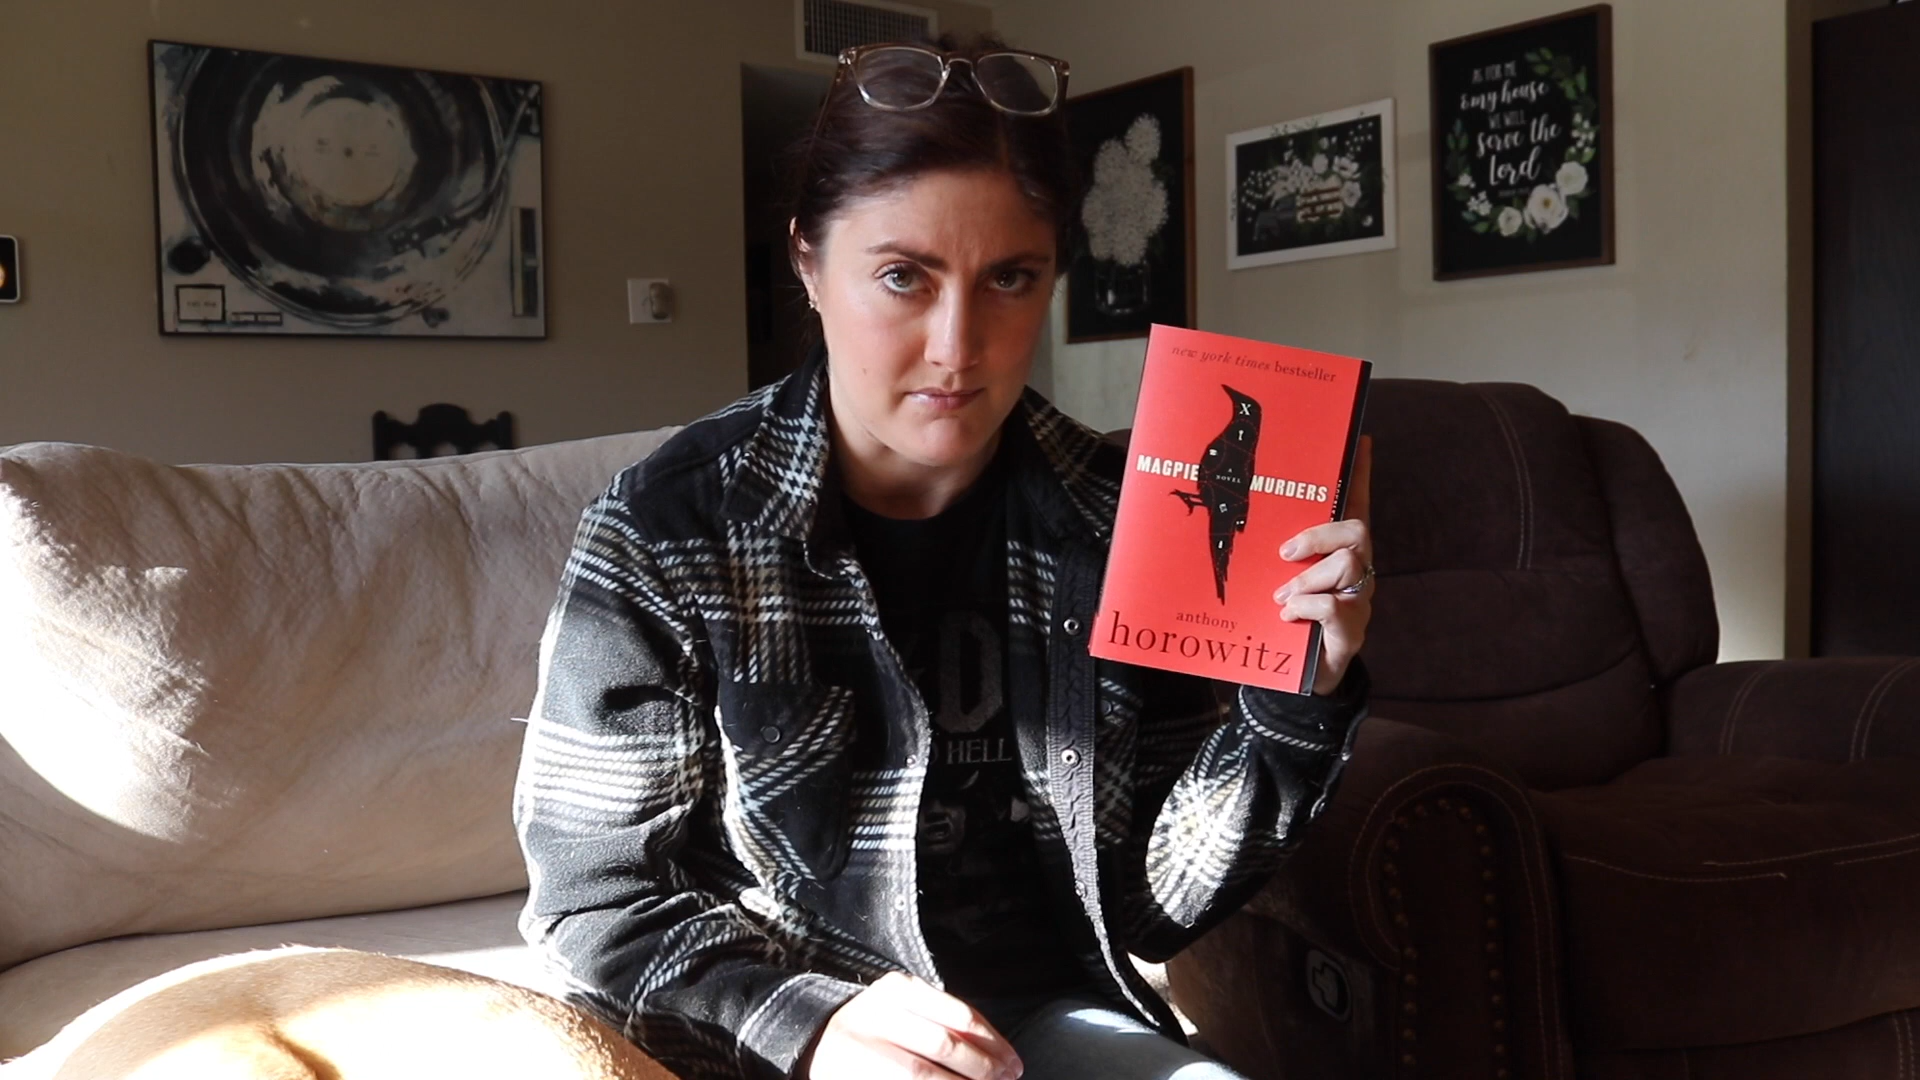 AS FOR ME
& my house
WE WILL
serve the
Lord
new york times bestseller
X
MAGPIE
A
NOVEL
MURDERS
anthony
horowitz
D
HELL